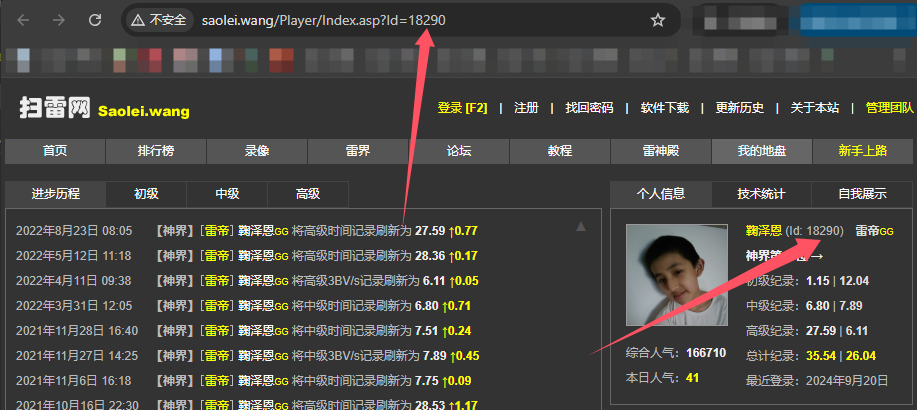 不安全 saolei.wang/Player/Index.asp?Id=18290
扫雷网 Saolei.wang
登录 [F2] | 注册 | 找回密码 | 软件下载 | 更新历史 | 关于本站 | 管理团队
首页 排行榜 录像 雷界 论坛 教程 雷神殿 我的地盘 新手上路
进步历程 初级 中级 高级
2022年8月23日 08:05 【神界】[雷帝] 鞠泽恩GG 将高级时间记录刷新为 27.59 ↑0.77
2022年5月12日 11:18 【神界】[雷帝] 鞠泽恩GG 将高级时间记录刷新为 28.36 ↑0.17
2022年4月11日 09:38 【神界】[雷帝] 鞠泽恩GG 将高级3BV/s记录刷新为 6.11 ↑0.05
2022年3月31日 12:05 【神界】[雷帝] 鞠泽恩GG 将中级时间记录刷新为 6.80 ↑0.71
2021年11月28日 16:40 【神界】[雷帝] 鞠泽恩GG 将中级时间记录刷新为 7.51 ↑0.24
2021年11月27日 14:25 【神界】[雷帝] 鞠泽恩GG 将中级3BV/s记录刷新为 7.89 ↑0.45
2021年11月6日 16:18 【神界】[雷帝] 鞠泽恩GG 将中级时间记录刷新为 7.75 ↑0.09
2021年10月16日 22:30 【神界】[雷帝] 鞠泽恩GG 将高级时间记录刷新为 28.53 ↑1.17
个人信息 技术统计 自我展示
鞠泽恩 (Id: 18290) 雷帝GG
神界第 →
初级纪录：1.15 | 12.04
中级纪录：6.80 | 7.89
高级纪录：27.59 | 6.11
总计纪录：35.54 | 26.04
最近登录：2024年9月20日
综合人气：166710
本日人气：41